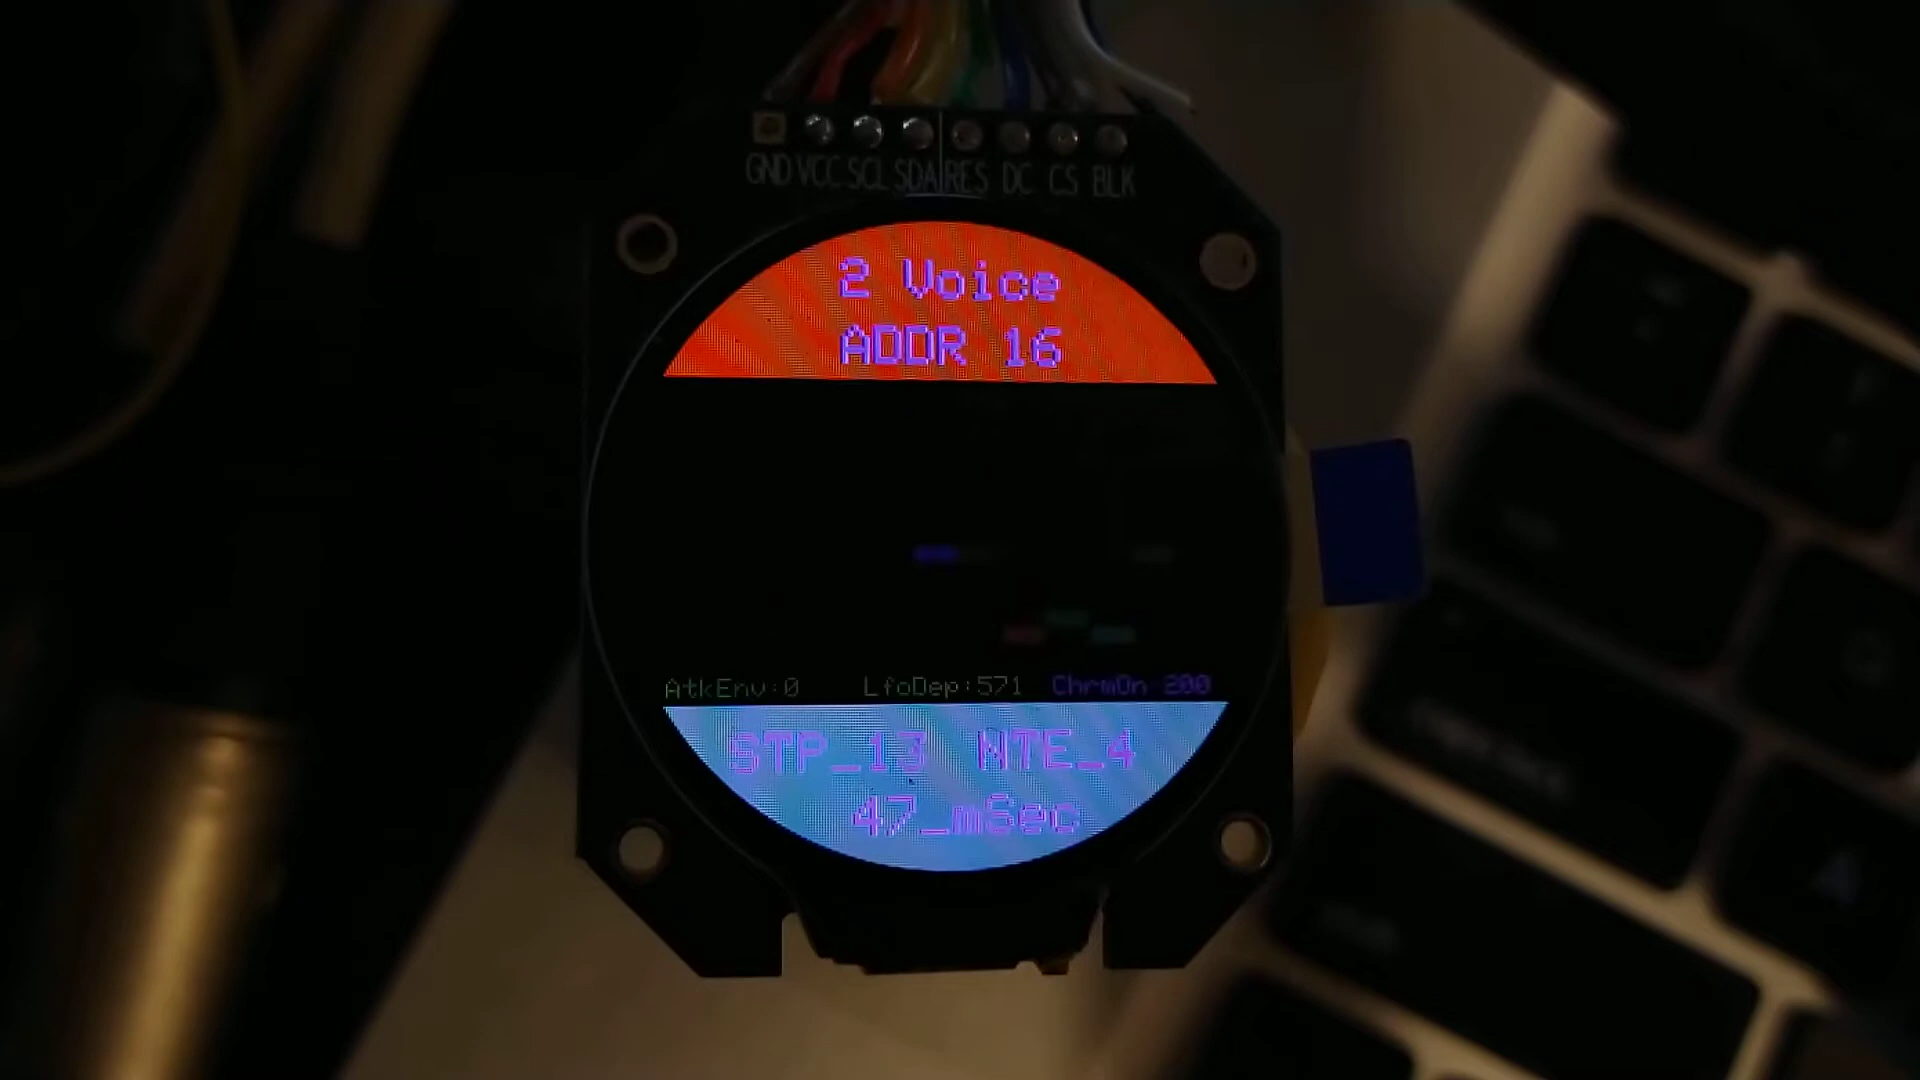 GND VCC SCL SDA RES DC CS BLK
2 Voice
ADDR 16
AtkEnv:0 LfoDep:571 ChrmOn 200
STP_13 NTE_4
47_mSec